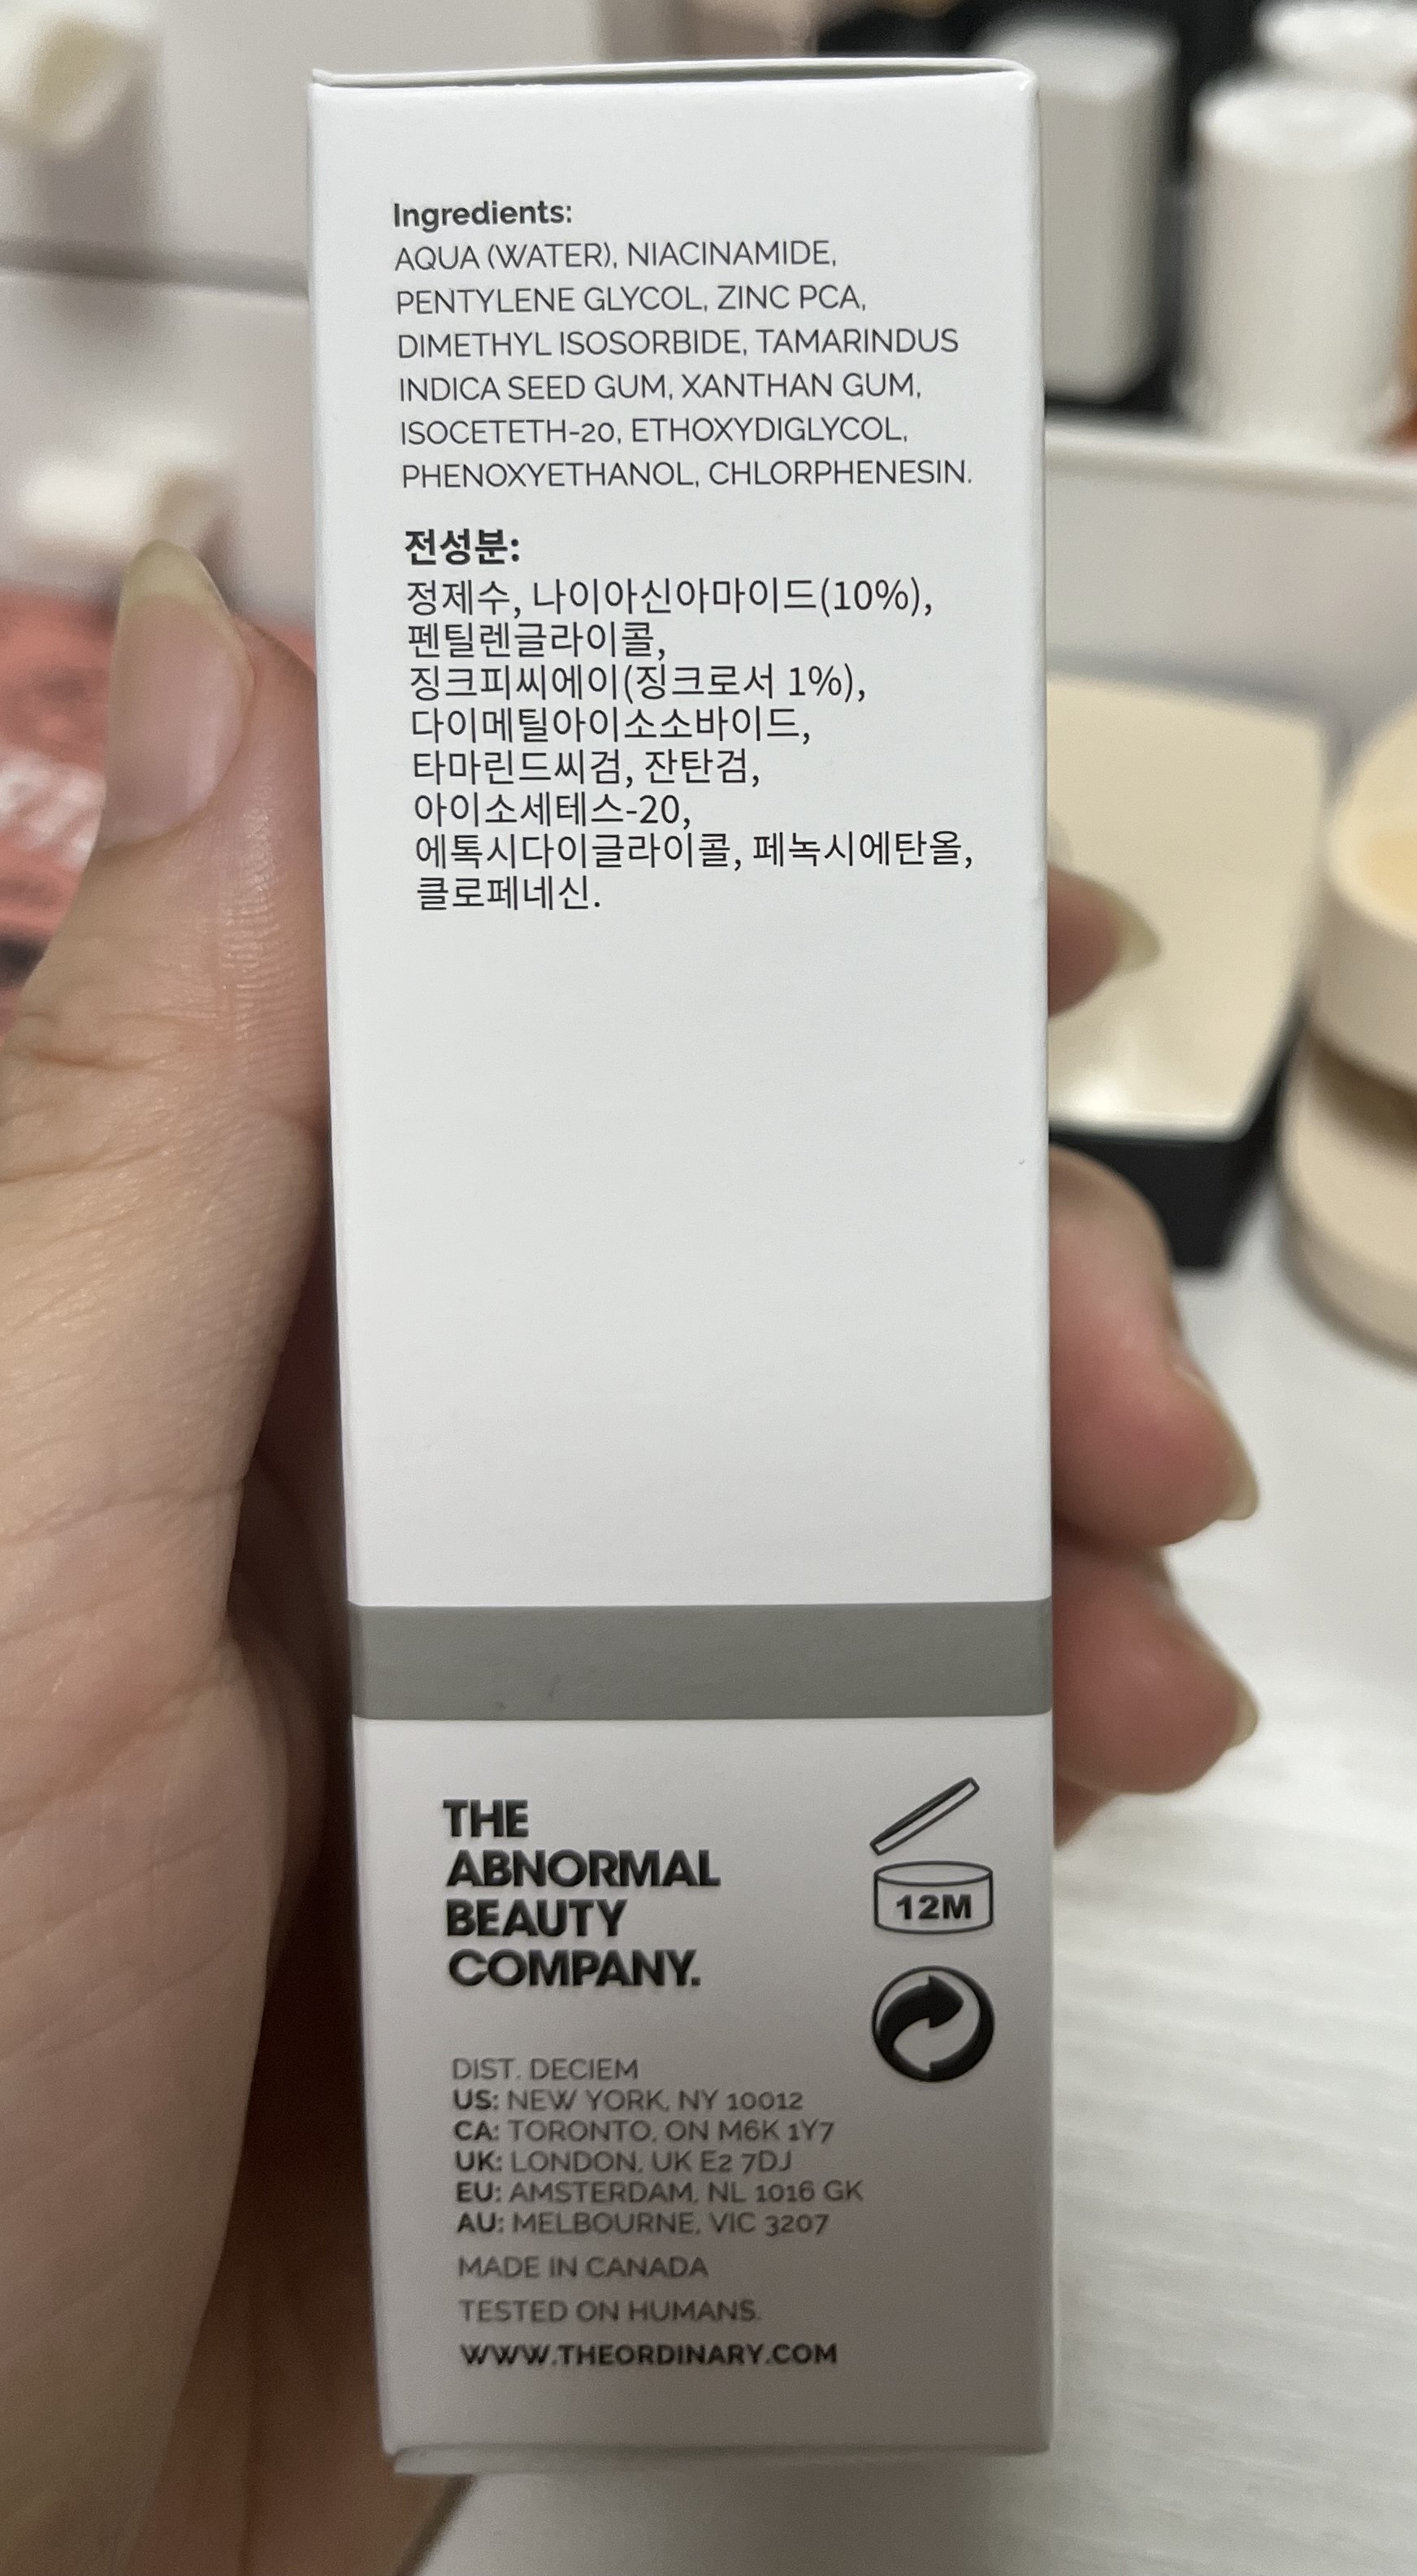 Ingredients:
AQUA (WATER), NIACINAMIDE,
PENTYLENE GLYCOL, ZINC PCA,
DIMETHYL ISOSORBIDE, TAMARINDUS
INDICA SEED GUM, XANTHAN GUM,
ISOCETETH-20, ETHOXYDIGLYCOL,
PHENOXYETHANOL, CHLORPHENESIN.
전성분:
정제수, 나이아신아마이드(10%),
펜틸렌글라이콜,
징크피씨에이(징크로서 1%),
다이메틸아이소소바이드,
타마린드씨검, 잔탄검,
아이소세테스-20,
에톡시다이글라이콜, 페녹시에탄올,
클로페네신.
THE
ABNORMAL
BEAUTY
COMPANY.
12M
DIST. DECIEM
US: NEW YORK, NY 10012
CA: TORONTO, ON M6K 1Y7
UK: LONDON, UK E2 7DJ
EU: AMSTERDAM, NL 1016 GK
AU: MELBOURNE, VIC 3207
MADE IN CANADA
TESTED ON HUMANS.
WWW.THEORDINARY.COM